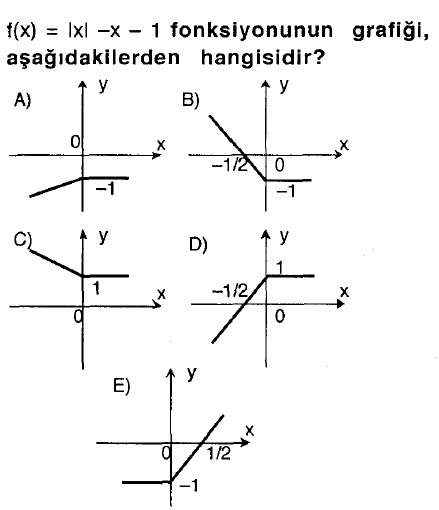 f(x) = |x| –x – 1 fonksiyonunun grafiği,
aşağıdakilerden hangisidir?
A)
y
0
x
–1
B)
y
x
–1/2
0
–1
C)
y
1
x
0
D)
y
1
–1/2
x
0
E)
y
x
0
1/2
–1